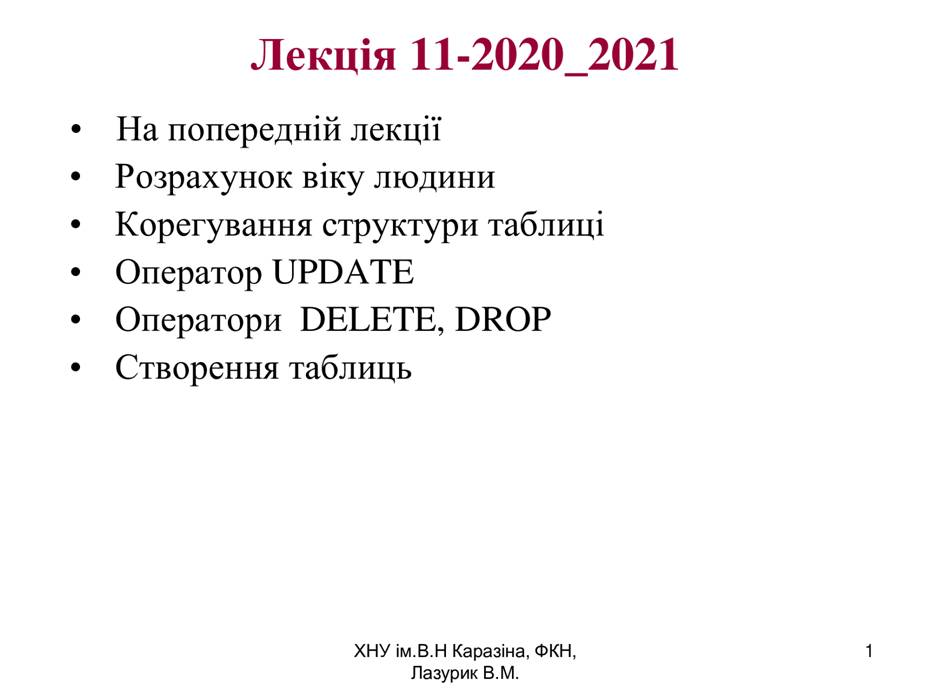 Лекція 11-2020_2021
• На попередній лекції
• Розрахунок віку людини
• Корегування структури таблиці
• Оператор UPDATE
• Оператори DELETE, DROP
• Створення таблиць
ХНУ ім.В.Н Каразіна, ФКН,
Лазурик В.М.
1